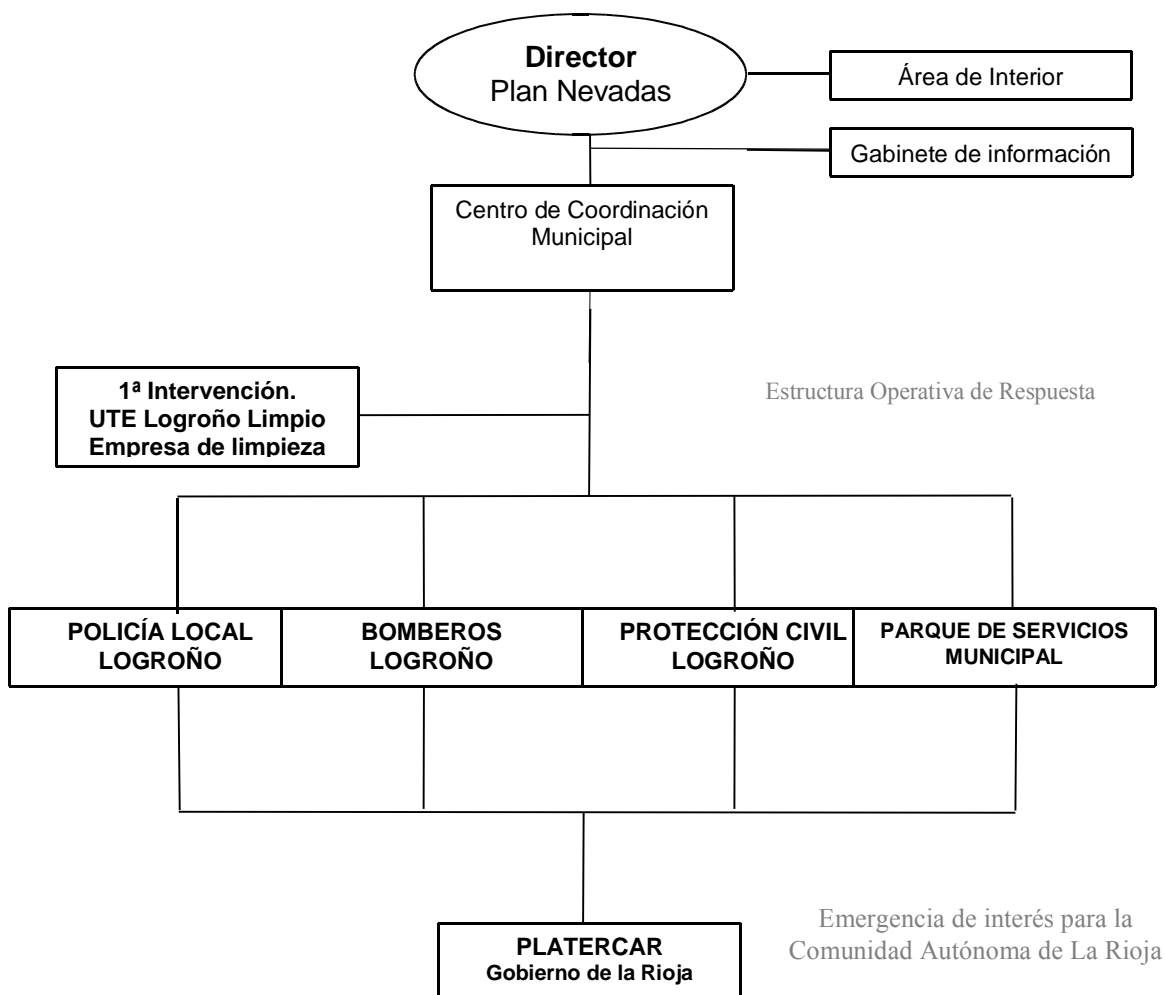 Director
Plan Nevadas
Área de Interior
Gabinete de información
Centro de Coordinación
Municipal
1ª Intervención.
UTE Logroño Limpio
Empresa de limpieza
Estructura Operativa de Respuesta
POLICÍA LOCAL
LOGROÑO
BOMBEROS
LOGROÑO
PROTECCIÓN CIVIL
LOGROÑO
PARQUE DE SERVICIOS
MUNICIPAL
PLATERCAR
Gobierno de la Rioja
Emergencia de interés para la
Comunidad Autónoma de La Rioja